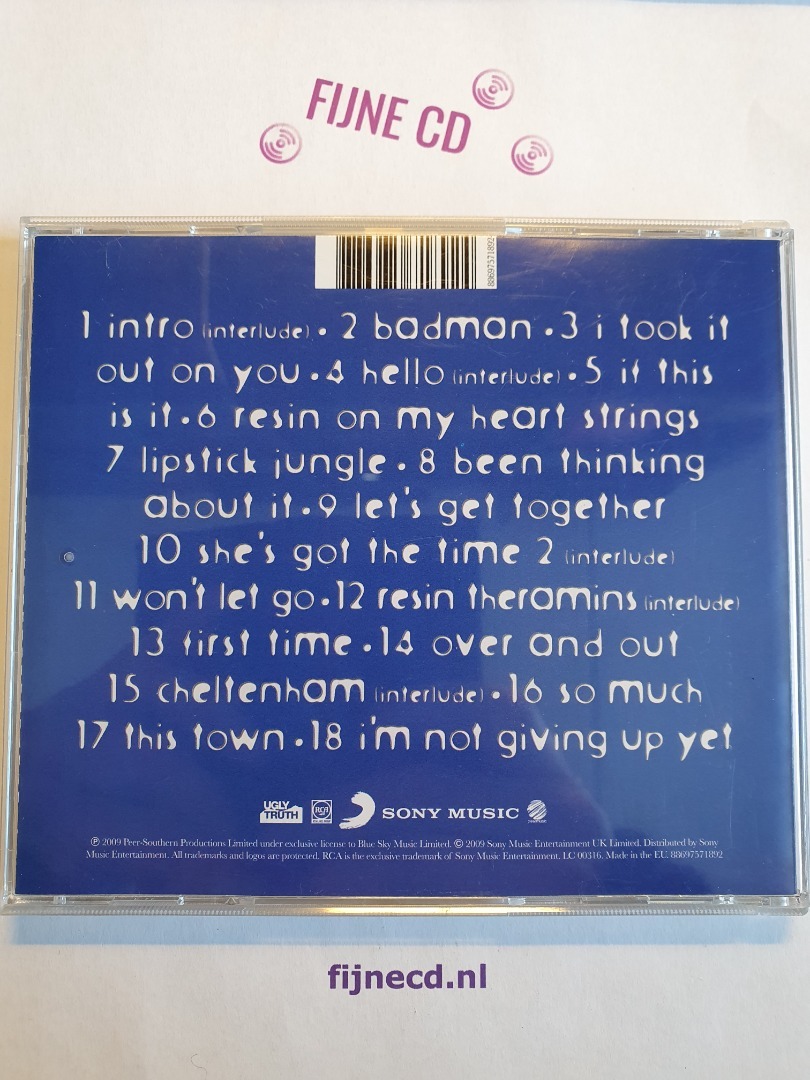 FIJNE CD
88697571892
1 intro (interlude) • 2 badman • 3 i took it
out on you • 4 hello (interlude) • 5 if this
is it • 6 resin on my heart strings
7 lipstick jungle • 8 been thinking
about it • 9 let's get together
10 she's got the time 2 (interlude)
11 won't let go • 12 resin theramins (interlude)
13 first time • 14 over and out
15 cheltenham (interlude) • 16 so much
17 this town • 18 i'm not giving up yet
UGLY TRUTH RCA SONY MUSIC
℗ 2009 Peer-Southern Productions Limited under exclusive license to Blue Sky Music Limited. © 2009 Sony Music Entertainment UK Limited. Distributed by Sony
Music Entertainment. All trademarks and logos are protected. RCA is the exclusive trademark of Sony Music Entertainment. LC 00316. Made in the EU. 88697571892
fijnecd.nl